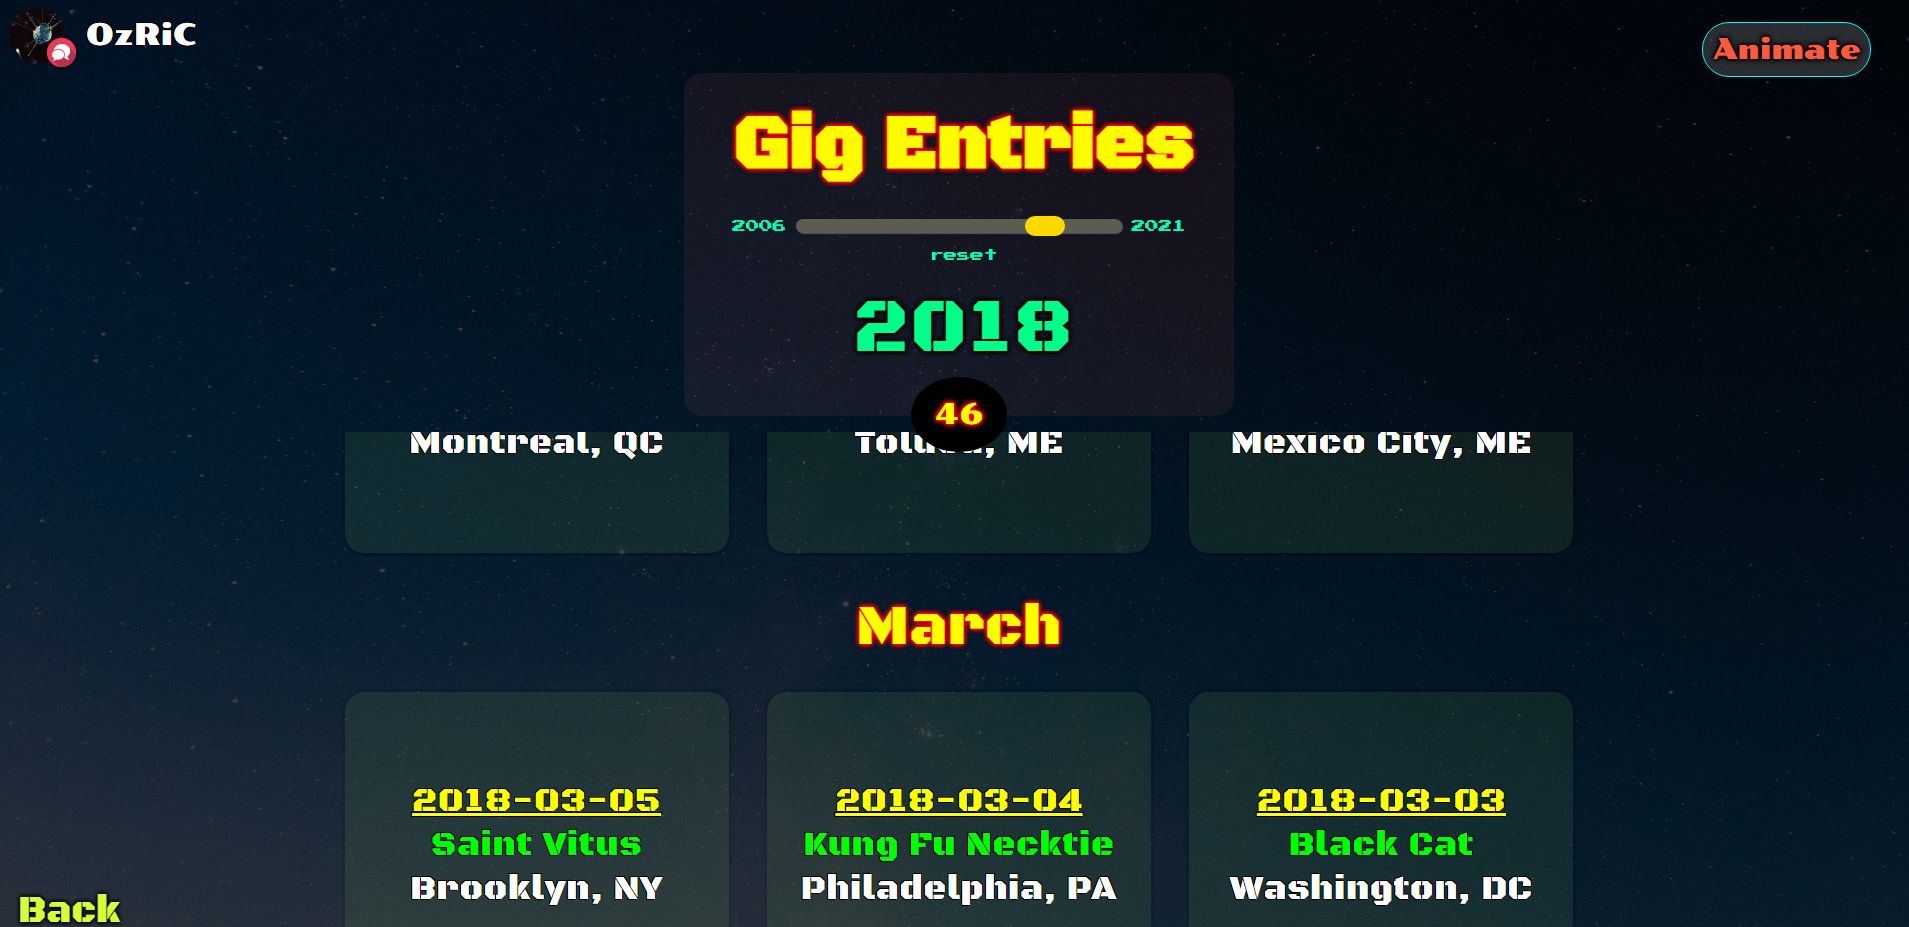 OzRiC
Animate
Gig Entries
2006
2021
reset
2018
46
Montreal, QC
ME
Mexico City, ME
March
2018-03-05
Saint Vitus
Brooklyn, NY
2018-03-04
Kung Fu Necktie
Philadelphia, PA
2018-03-03
Black Cat
Washington, DC
Back